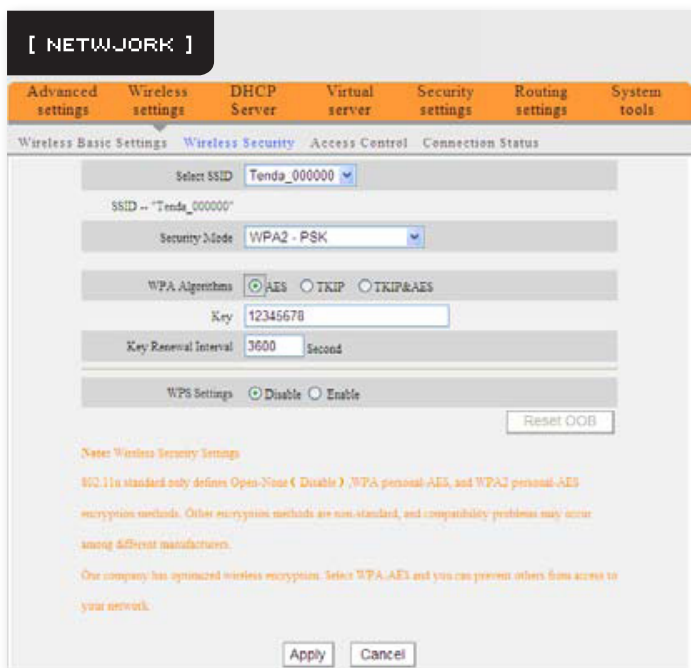 [ NETWJORK ]
Advanced settings
Wireless settings
DHCP Server
Virtual server
Security settings
Routing settings
System tools
Wireless Basic Settings Wireless Security Access Control Connection Status
Select SSID Tenda_000000
SSID -- "Tenda_000000"
Security Mode WPA2 - PSK
WPA Algorithms AES TKIP TKIP&AES
Key 12345678
Key Renewal Interval 3600 Second
WPS Settings Disable Enable
Reset OOB
Note: Wireless Security Settings
802.11n standard only defines Open-None ( Disable ) ,WPA personal-AES, and WPA2 personal-AES
encryption methods. Other encryption methods are non-standard, and compatibility problems may occur
among different manufacturers.
Our company has optimized wireless encryption. Select WPA-AES and you can prevent others from access to
your network.
Apply Cancel